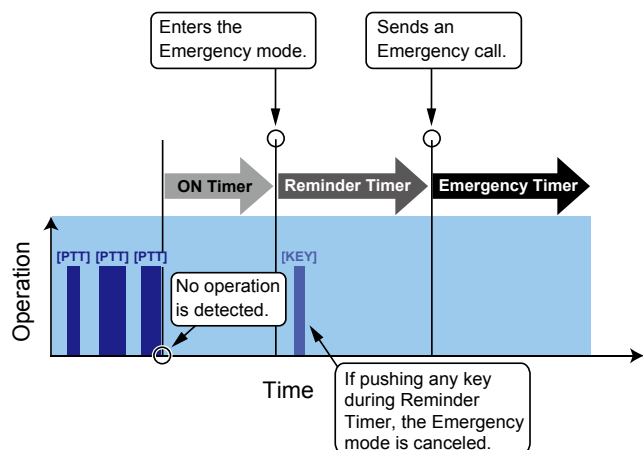 Enters the
Emergency mode.
Sends an
Emergency call.
ON Timer
Reminder Timer
Emergency Timer
[PTT] [PTT] [PTT]
[KEY]
No operation
is detected.
Operation
Time
If pushing any key
during Reminder
Timer, the Emergency
mode is canceled.